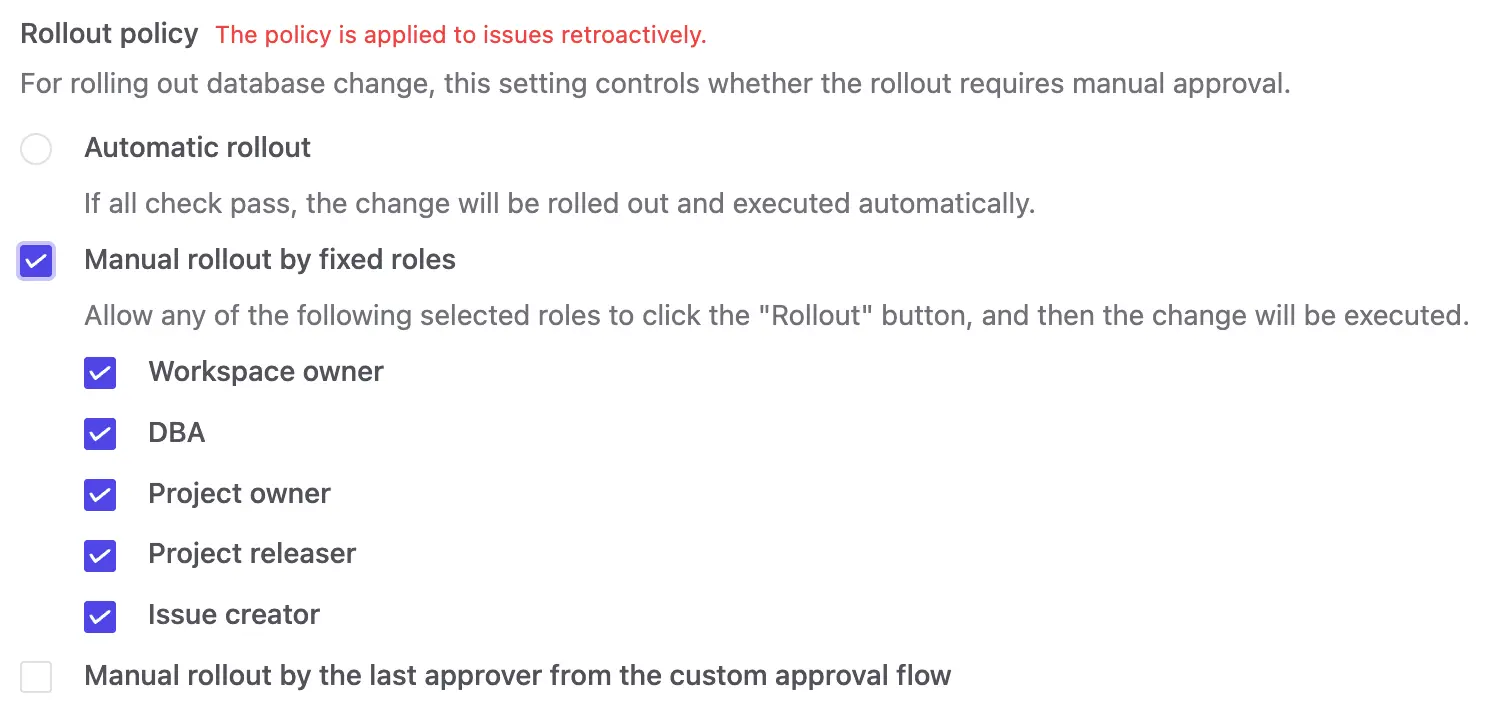 Rollout policy The policy is applied to issues retroactively.
For rolling out database change, this setting controls whether the rollout requires manual approval.
Automatic rollout
If all check pass, the change will be rolled out and executed automatically.
Manual rollout by fixed roles
Allow any of the following selected roles to click the "Rollout" button, and then the change will be executed.
Workspace owner
DBA
Project owner
Project releaser
Issue creator
Manual rollout by the last approver from the custom approval flow